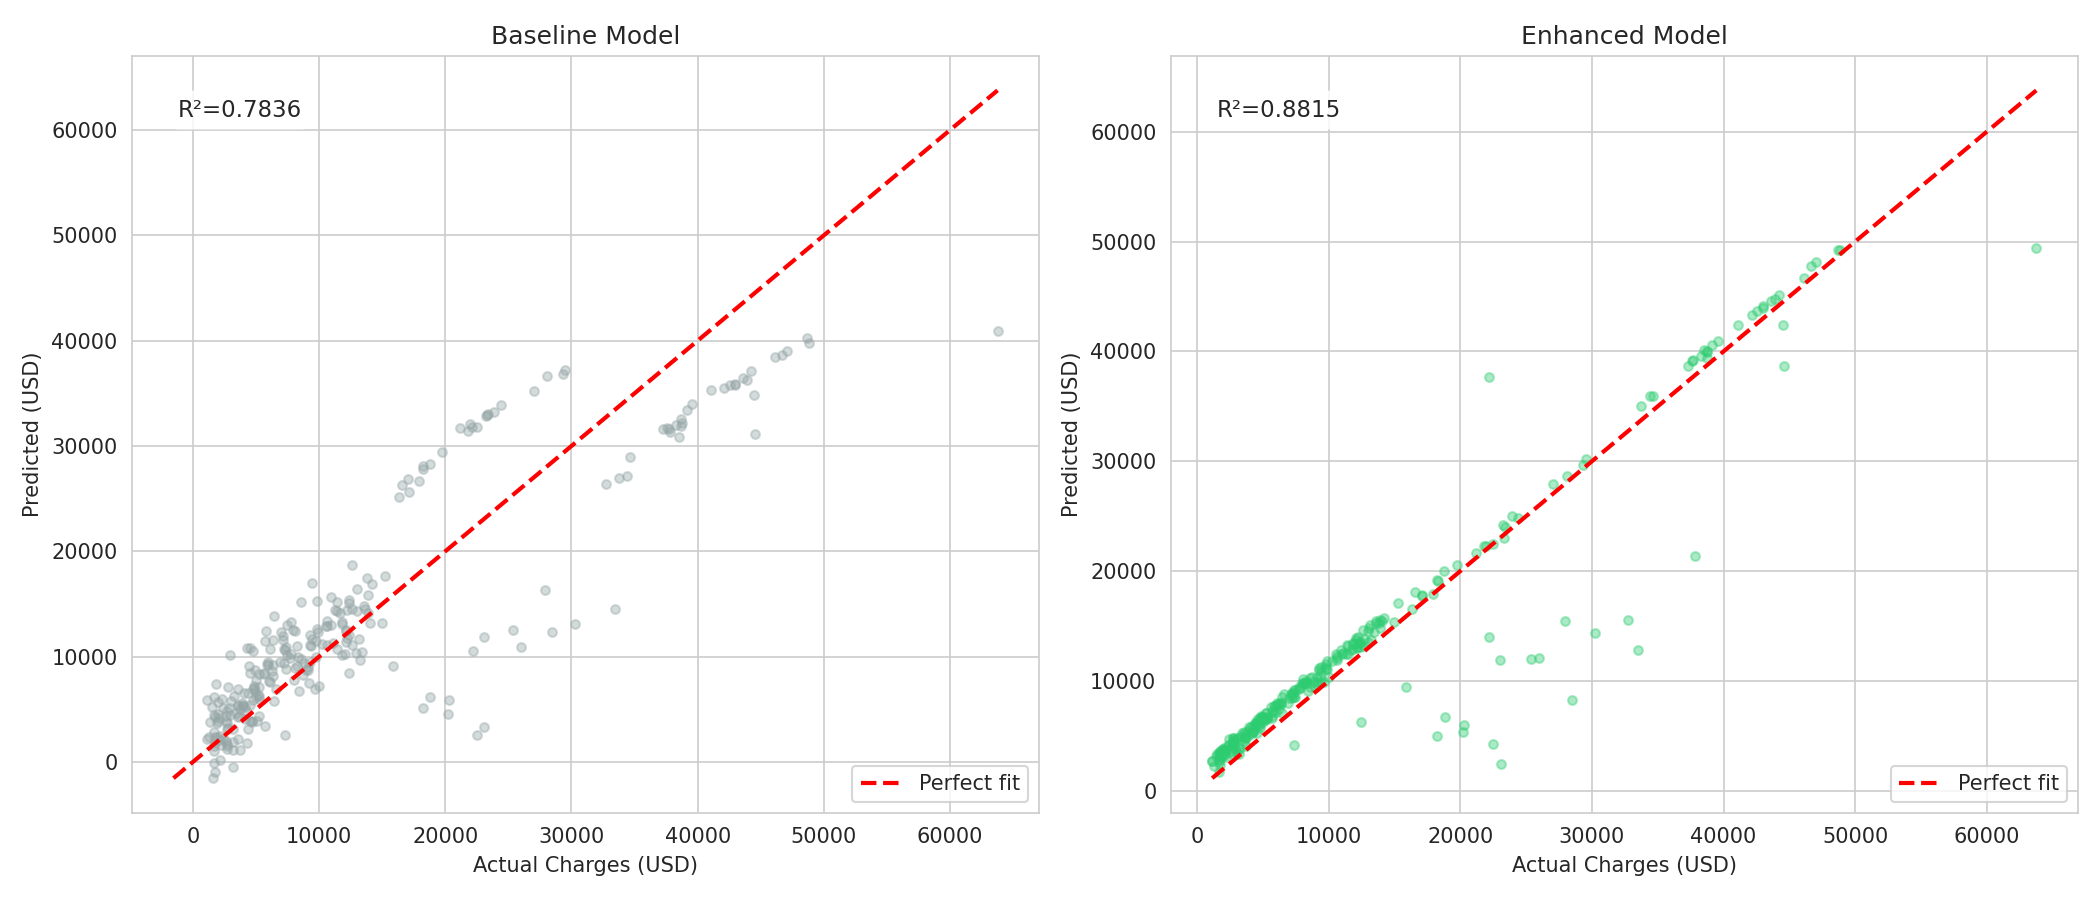 Baseline Model
R²=0.7836
60000
50000
40000
30000
20000
10000
0
Predicted (USD)
Perfect fit
0 10000 20000 30000 40000 50000 60000
Actual Charges (USD)
Enhanced Model
R²=0.8815
60000
50000
40000
30000
20000
10000
0
Predicted (USD)
Perfect fit
0 10000 20000 30000 40000 50000 60000
Actual Charges (USD)